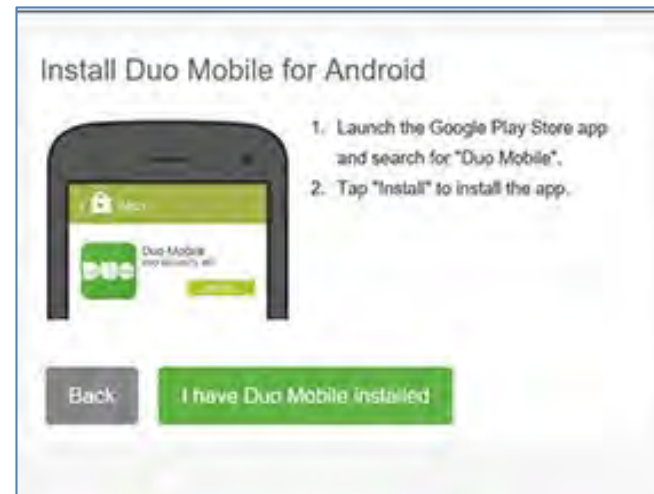 Install Duo Mobile for Android
1. Launch the Google Play Store app
and search for "Duo Mobile".
2. Tap "Install" to install the app.
Duo Mobile
DUO
Back
I have Duo Mobile installed